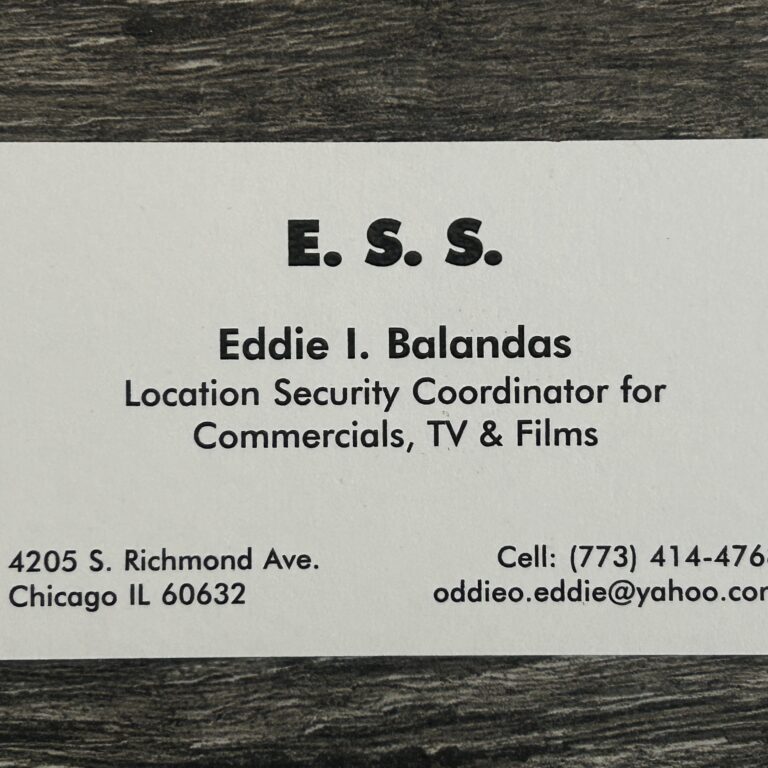 E. S. S.
Eddie I. Balandas
Location Security Coordinator for
Commercials, TV & Films
4205 S. Richmond Ave.
Chicago IL 60632
Cell: (773) 414-476
oddieo.eddie@yahoo.com